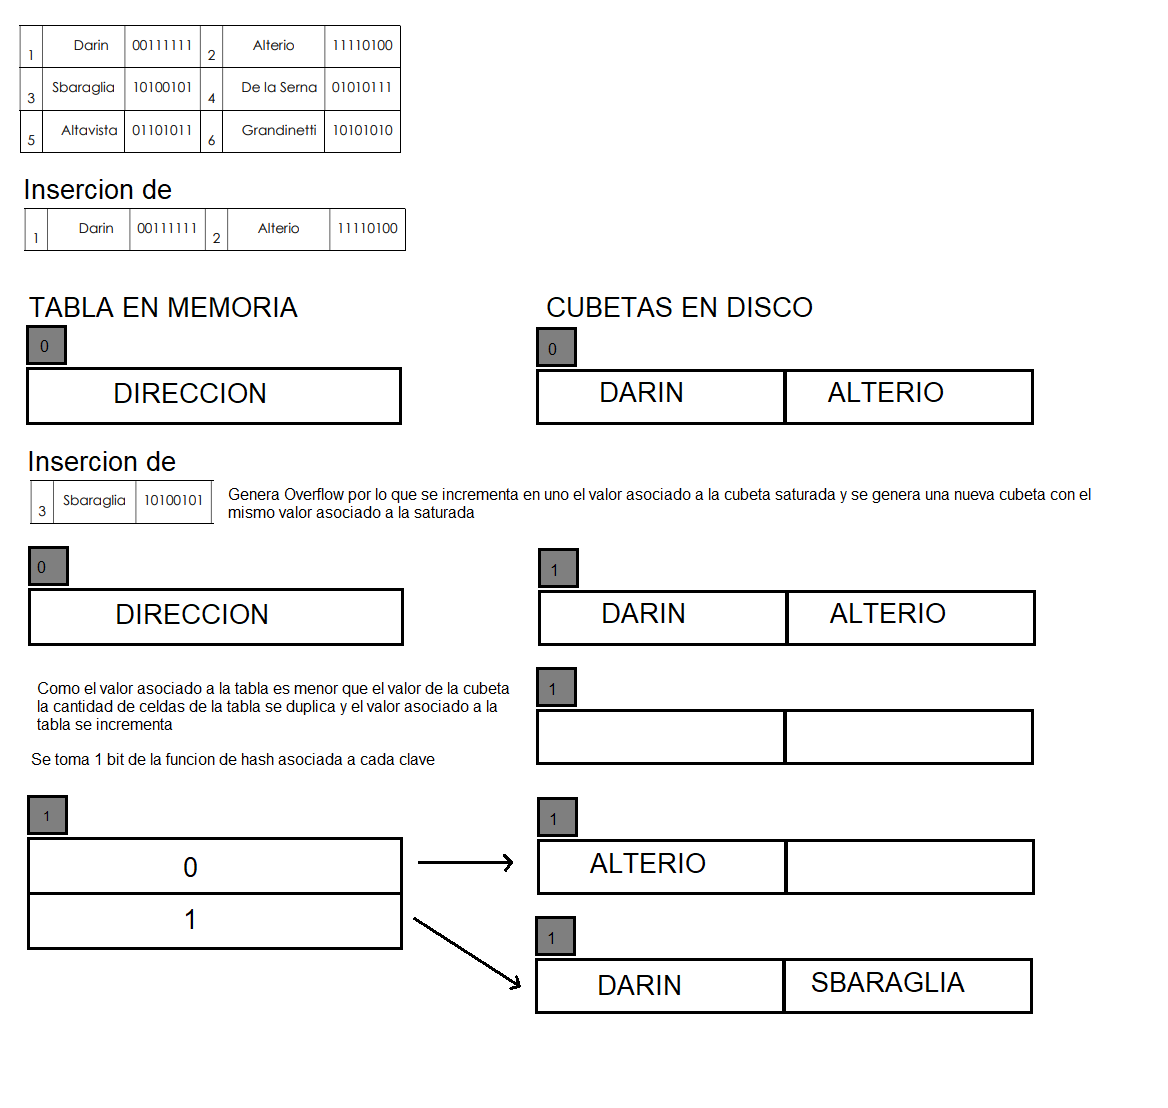 1 Darin 00111111 2 Alterio 11110100
3 Sbaraglia 10100101 4 De la Serna 01010111
5 Altavista 01101011 6 Grandinetti 10101010
Insercion de
1 Darin 00111111 2 Alterio 11110100
TABLA EN MEMORIA
CUBETAS EN DISCO
0
0
DIRECCION
DARIN ALTERIO
Insercion de
3 Sbaraglia 10100101
Genera Overflow por lo que se incrementa en uno el valor asociado a la cubeta saturada y se genera una nueva cubeta con el
mismo valor asociado a la saturada
0
1
DIRECCION
DARIN ALTERIO
Como el valor asociado a la tabla es menor que el valor de la cubeta
la cantidad de celdas de la tabla se duplica y el valor asociado a la
tabla se incrementa
1
Se toma 1 bit de la funcion de hash asociada a cada clave
1
1
0
ALTERIO
1
1
DARIN SBARAGLIA